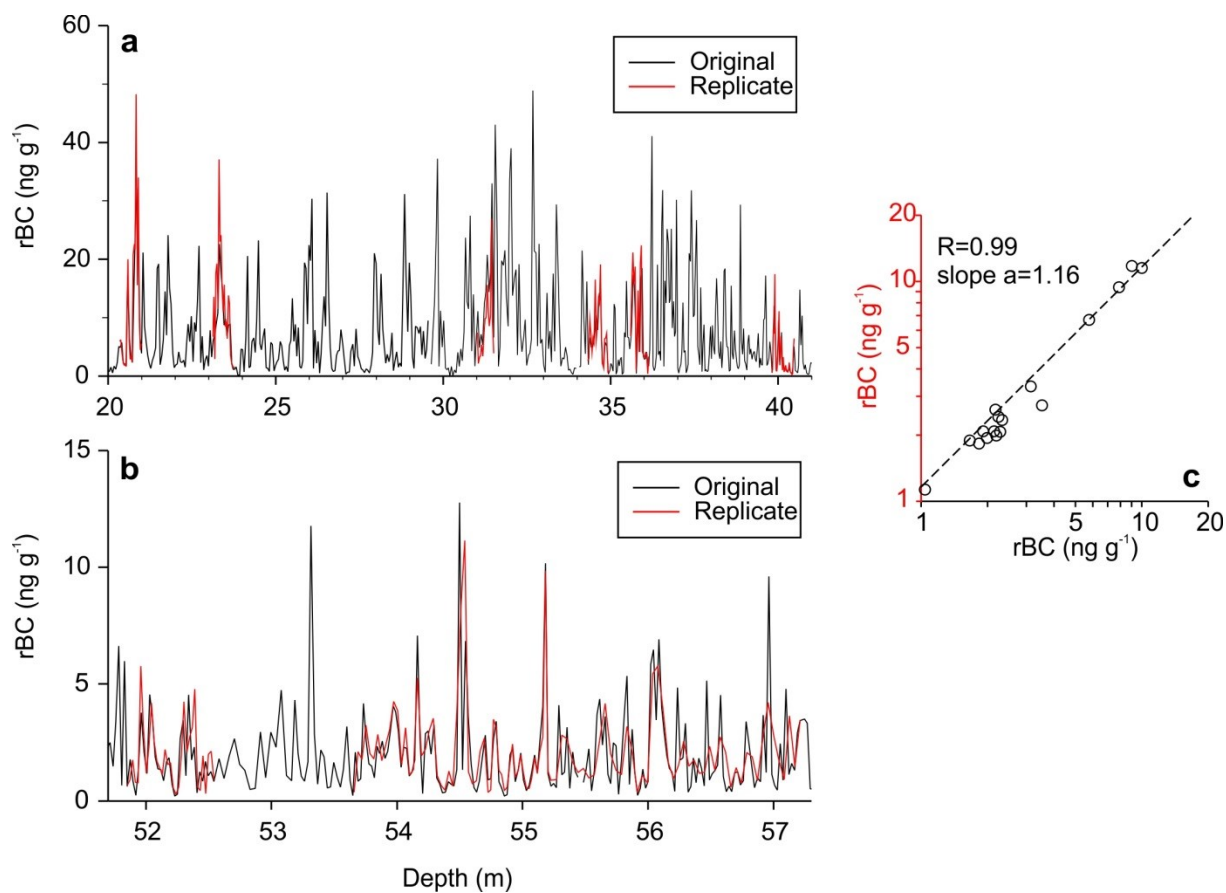 a
Original
Replicate
rBC (ng g⁻¹)
60
40
20
0
20 25 30 35 40
b
Original
Replicate
rBC (ng g⁻¹)
15
10
5
0
52 53 54 55 56 57
Depth (m)
R=0.99
slope a=1.16
c
rBC (ng g⁻¹)
20
10
5
1
1 5 10 20
rBC (ng g⁻¹)